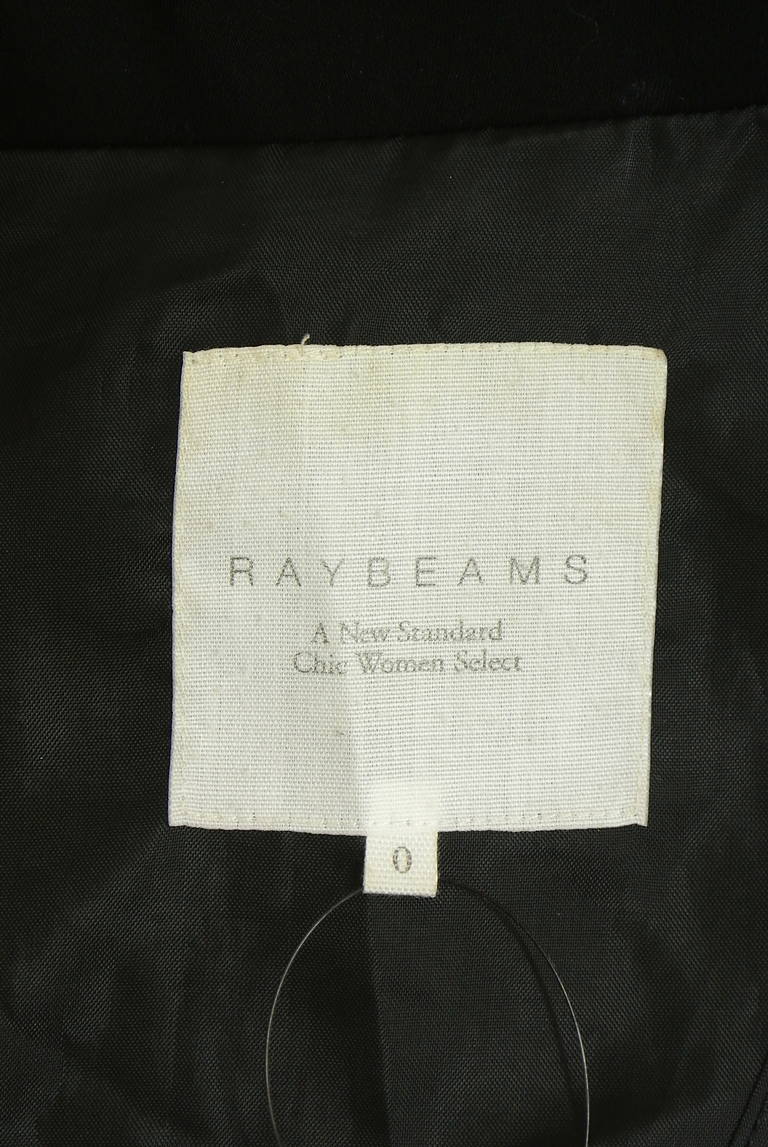 RAYBEAMS
A New Standard
Chic Women Select
0